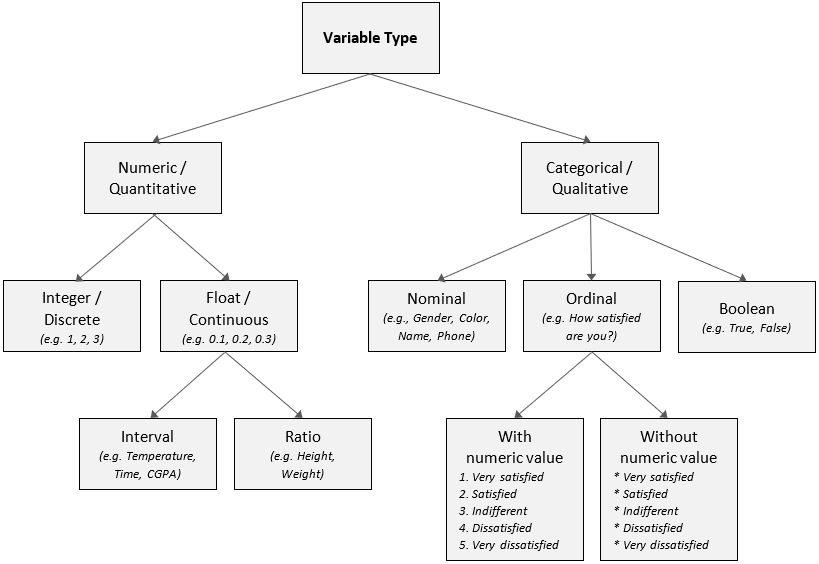 Variable Type
Numeric /
Quantitative
Categorical /
Qualitative
Integer /
Discrete
(e.g. 1, 2, 3)
Float /
Continuous
(e.g. 0.1, 0.2, 0.3)
Nominal
(e.g., Gender, Color,
Name, Phone)
Ordinal
(e.g. How satisfied
are you?)
Boolean
(e.g. True, False)
Interval
(e.g. Temperature,
Time, CGPA)
Ratio
(e.g. Height,
Weight)
With
numeric value
1. Very satisfied
2. Satisfied
3. Indifferent
4. Dissatisfied
5. Very dissatisfied
Without
numeric value
* Very satisfied
* Satisfied
* Indifferent
* Dissatisfied
* Very dissatisfied